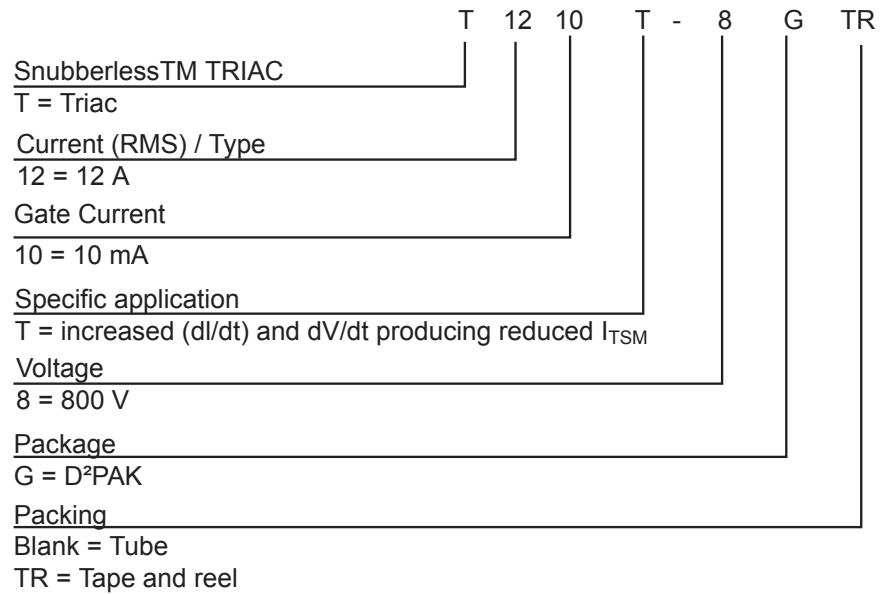 T 12 10 T - 8 G TR
SnubberlessTM TRIAC
T = Triac
Current (RMS) / Type
12 = 12 A
Gate Current
10 = 10 mA
Specific application
T = increased (dI/dt) and dV/dt producing reduced ITSM
Voltage
8 = 800 V
Package
G = D²PAK
Packing
Blank = Tube
TR = Tape and reel